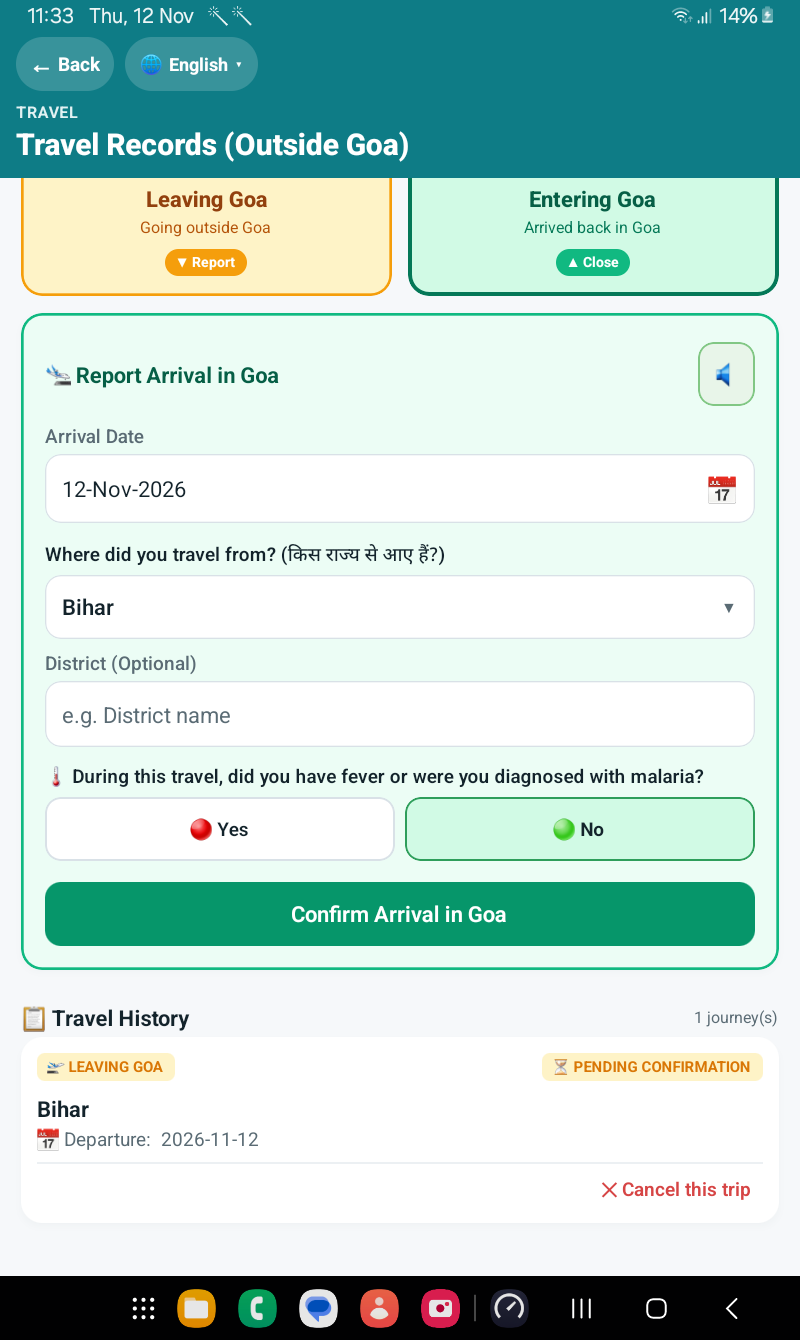 11:33 Thu, 12 Nov 14%
← Back English ▾
TRAVEL
Travel Records (Outside Goa)
Leaving Goa
Going outside Goa
▼ Report
Entering Goa
Arrived back in Goa
▲ Close
Report Arrival in Goa
Arrival Date
12-Nov-2026
Where did you travel from? (किस राज्य से आए हैं?)
Bihar ▼
District (Optional)
e.g. District name
During this travel, did you have fever or were you diagnosed with malaria?
Yes No
Confirm Arrival in Goa
Travel History 1 journey(s)
LEAVING GOA PENDING CONFIRMATION
Bihar
Departure: 2026-11-12
Cancel this trip